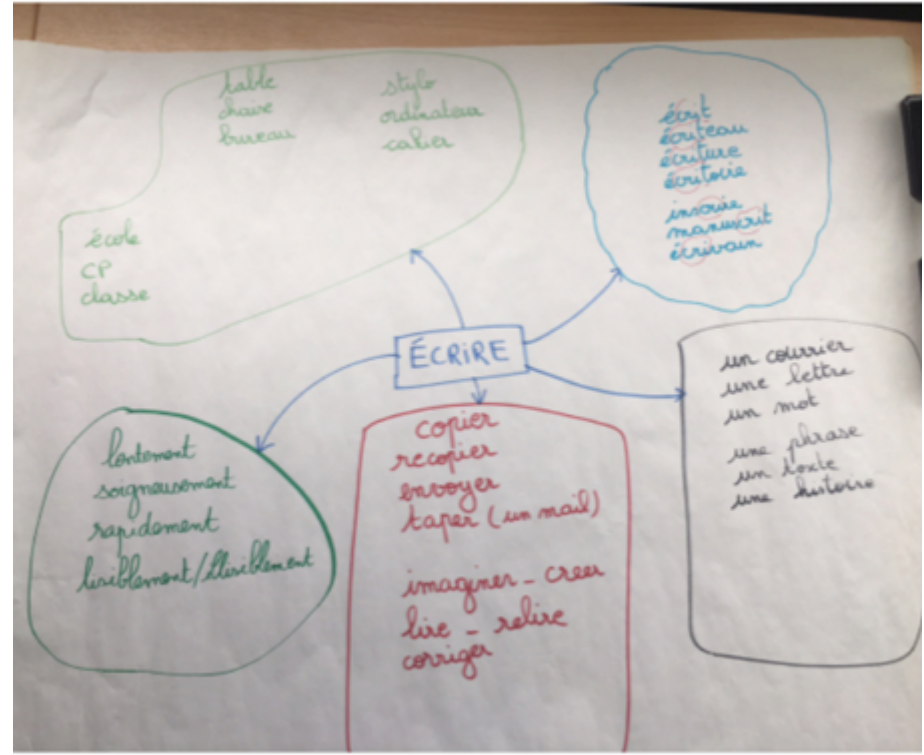 table
chaise
bureau
stylo
ordinateur
cahier
école
CP
classe
écrit
écriteau
écriture
écritoire
inscrire
manuscrit
écrivain
ÉCRIRE
lentement
soigneusement
rapidement
lisiblement/illisiblement
copier
recopier
envoyer
taper (un mail)
imaginer - creer
lire - relire
corriger
un courrier
une lettre
un mot
une phrase
un texte
une histoire